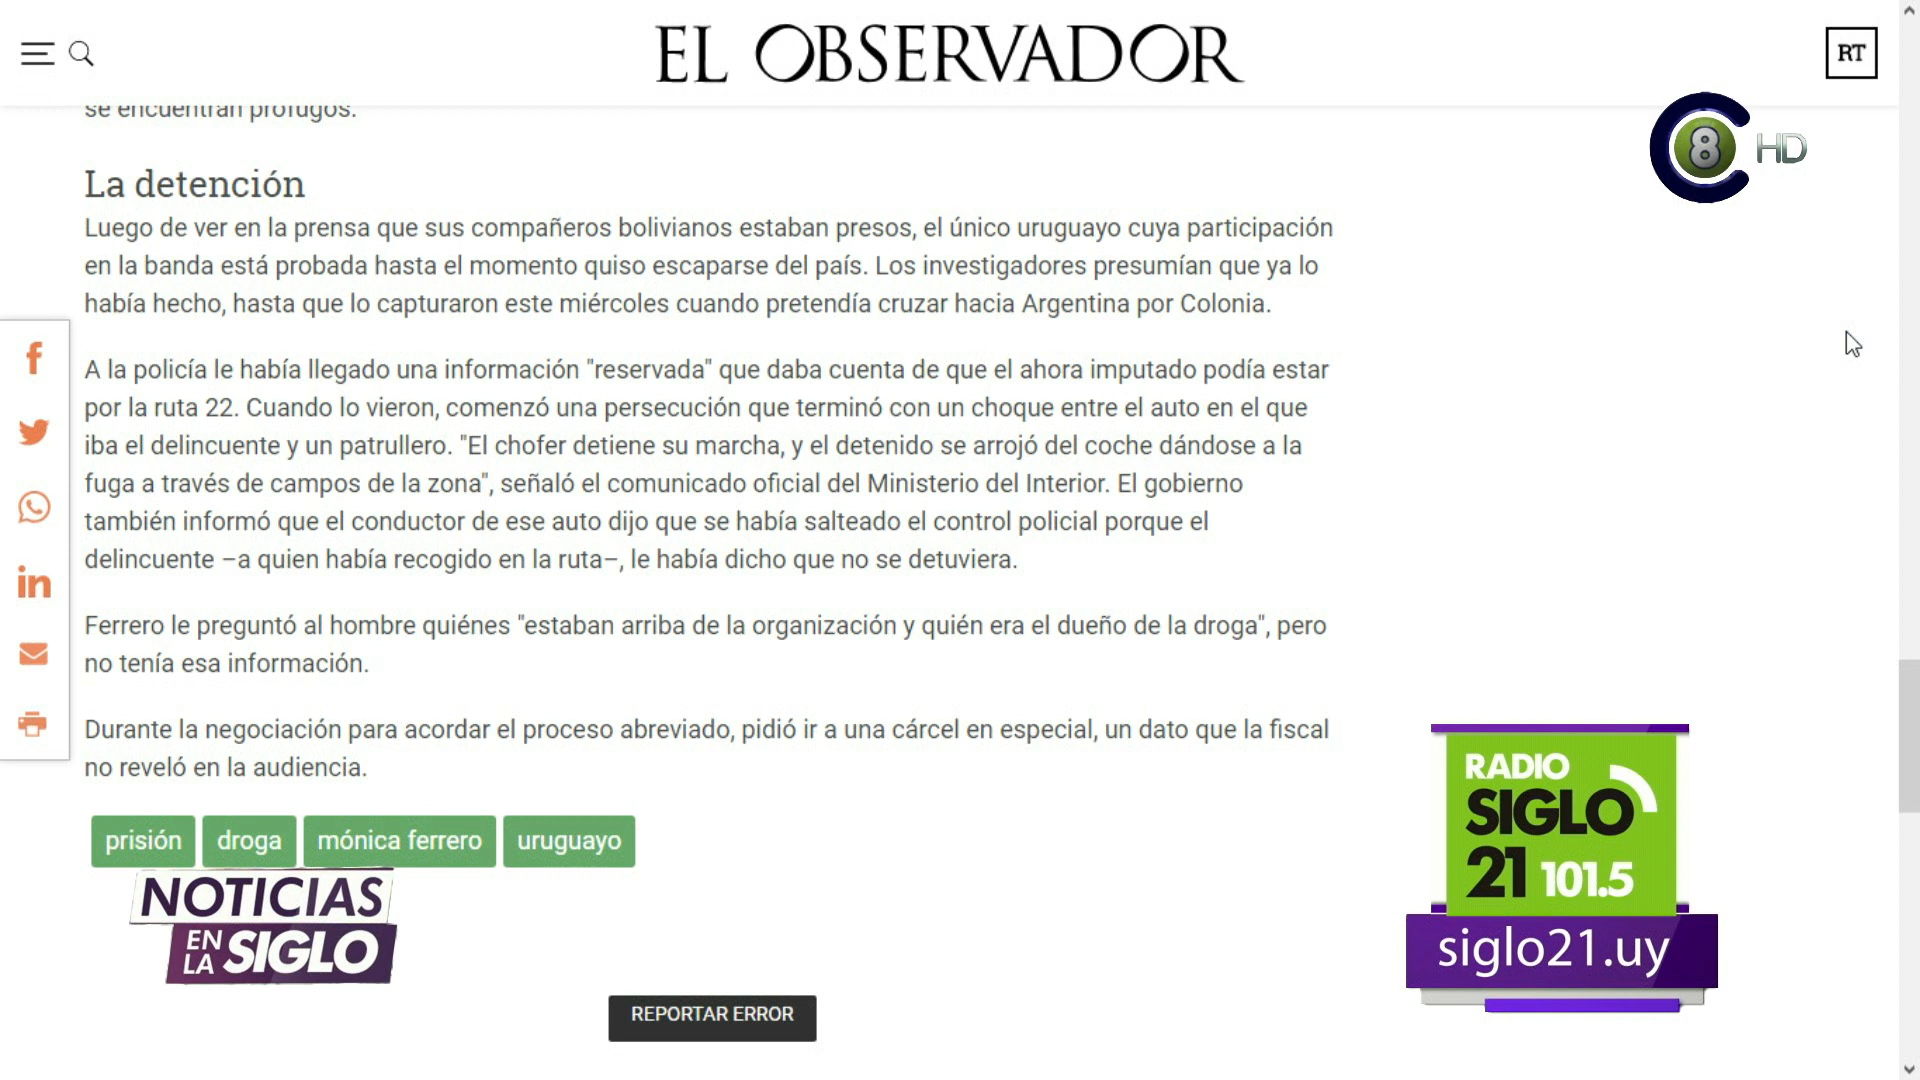 EL OBSERVADOR
RT
se encuentran prófugos.
8 HD
La detención
Luego de ver en la prensa que sus compañeros bolivianos estaban presos, el único uruguayo cuya participación
en la banda está probada hasta el momento quiso escaparse del país. Los investigadores presumían que ya lo
había hecho, hasta que lo capturaron este miércoles cuando pretendía cruzar hacia Argentina por Colonia.
A la policía le había llegado una información "reservada" que daba cuenta de que el ahora imputado podía estar
por la ruta 22. Cuando lo vieron, comenzó una persecución que terminó con un choque entre el auto en el que
iba el delincuente y un patrullero. "El chofer detiene su marcha, y el detenido se arrojó del coche dándose a la
fuga a través de campos de la zona", señaló el comunicado oficial del Ministerio del Interior. El gobierno
también informó que el conductor de ese auto dijo que se había salteado el control policial porque el
delincuente –a quien había recogido en la ruta–, le había dicho que no se detuviera.
Ferrero le preguntó al hombre quiénes "estaban arriba de la organización y quién era el dueño de la droga", pero
no tenía esa información.
Durante la negociación para acordar el proceso abreviado, pidió ir a una cárcel en especial, un dato que la fiscal
no reveló en la audiencia.
prisión droga mónica ferrero uruguayo
NOTICIAS
EN LA SIGLO
RADIO
SIGLO
21 101.5
siglo21.uy
REPORTAR ERROR